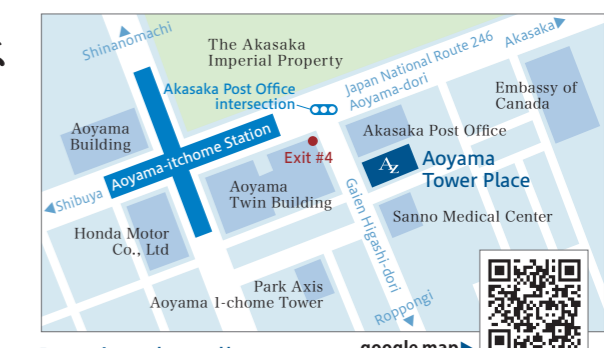 Shinanomachi
The Akasaka
Imperial Property
Akasaka Post Office
intersection
Japan National Route 246
Aoyama-dori
Akasaka
Embassy of
Canada
Aoyama
Building
Aoyama-itchome Station
Exit #4
Akasaka Post Office
AZ
Aoyama
Tower Place
Shibuya
Aoyama
Twin Building
Gaien Higashi-dori
Sanno Medical Center
Honda Motor
Co., Ltd
Park Axis
Aoyama 1-chome Tower
Roppongi
google map